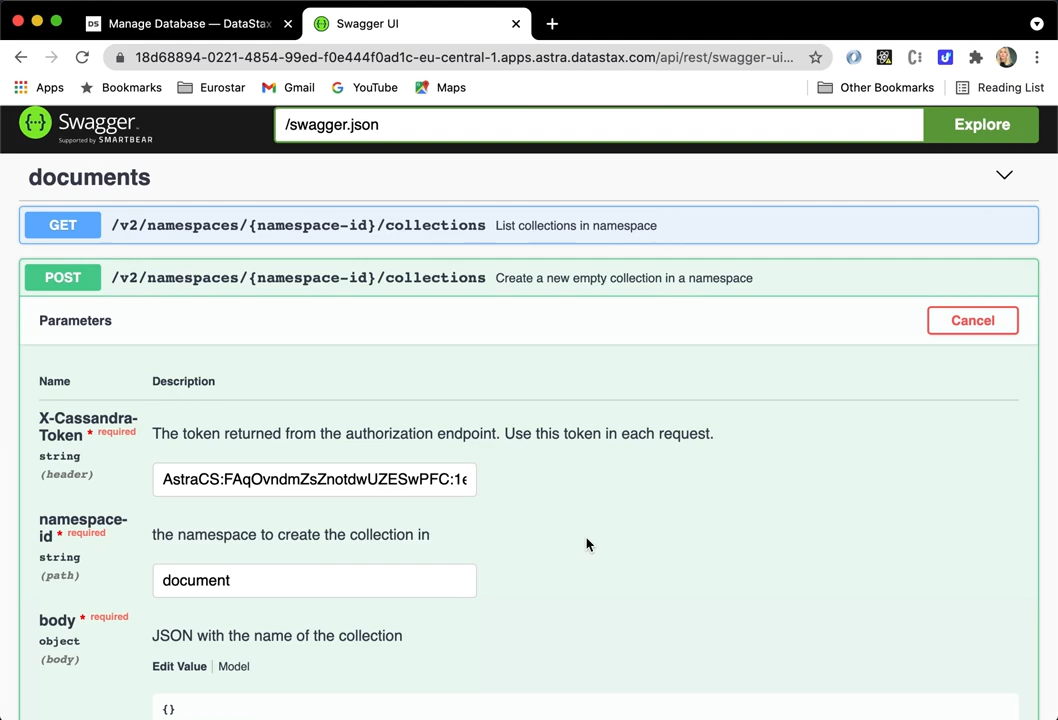 DS Manage Database — DataStax
Swagger UI
18d68894-0221-4854-99ed-f0e444f0ad1c-eu-central-1.apps.astra.datastax.com/api/rest/swagger-ui...
Apps Bookmarks Eurostar Gmail YouTube Maps Other Bookmarks Reading List
Swagger
Supported by SMARTBEAR
/swagger.json
Explore
documents
GET /v2/namespaces/{namespace-id}/collections List collections in namespace
POST /v2/namespaces/{namespace-id}/collections Create a new empty collection in a namespace
Parameters
Cancel
Name Description
X-Cassandra-
Token * required
string
(header)
The token returned from the authorization endpoint. Use this token in each request.
AstraCS:FAqOvndmZsZnotdwUZESwPFC:1e
namespace-
id * required
string
(path)
the namespace to create the collection in
document
body * required
object
(body)
JSON with the name of the collection
Edit Value | Model
{}